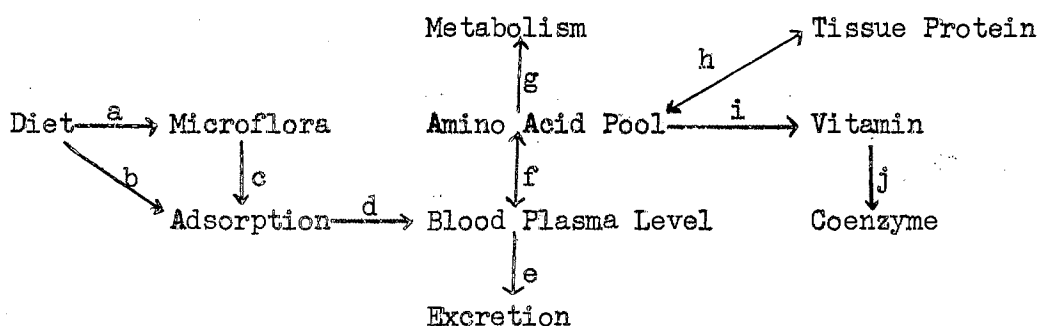 Metabolism Tissue Protein
g h
Diet a Microflora Amino Acid Pool i Vitamin
b c f j
Adsorption d Blood Plasma Level Coenzyme
e
Excretion